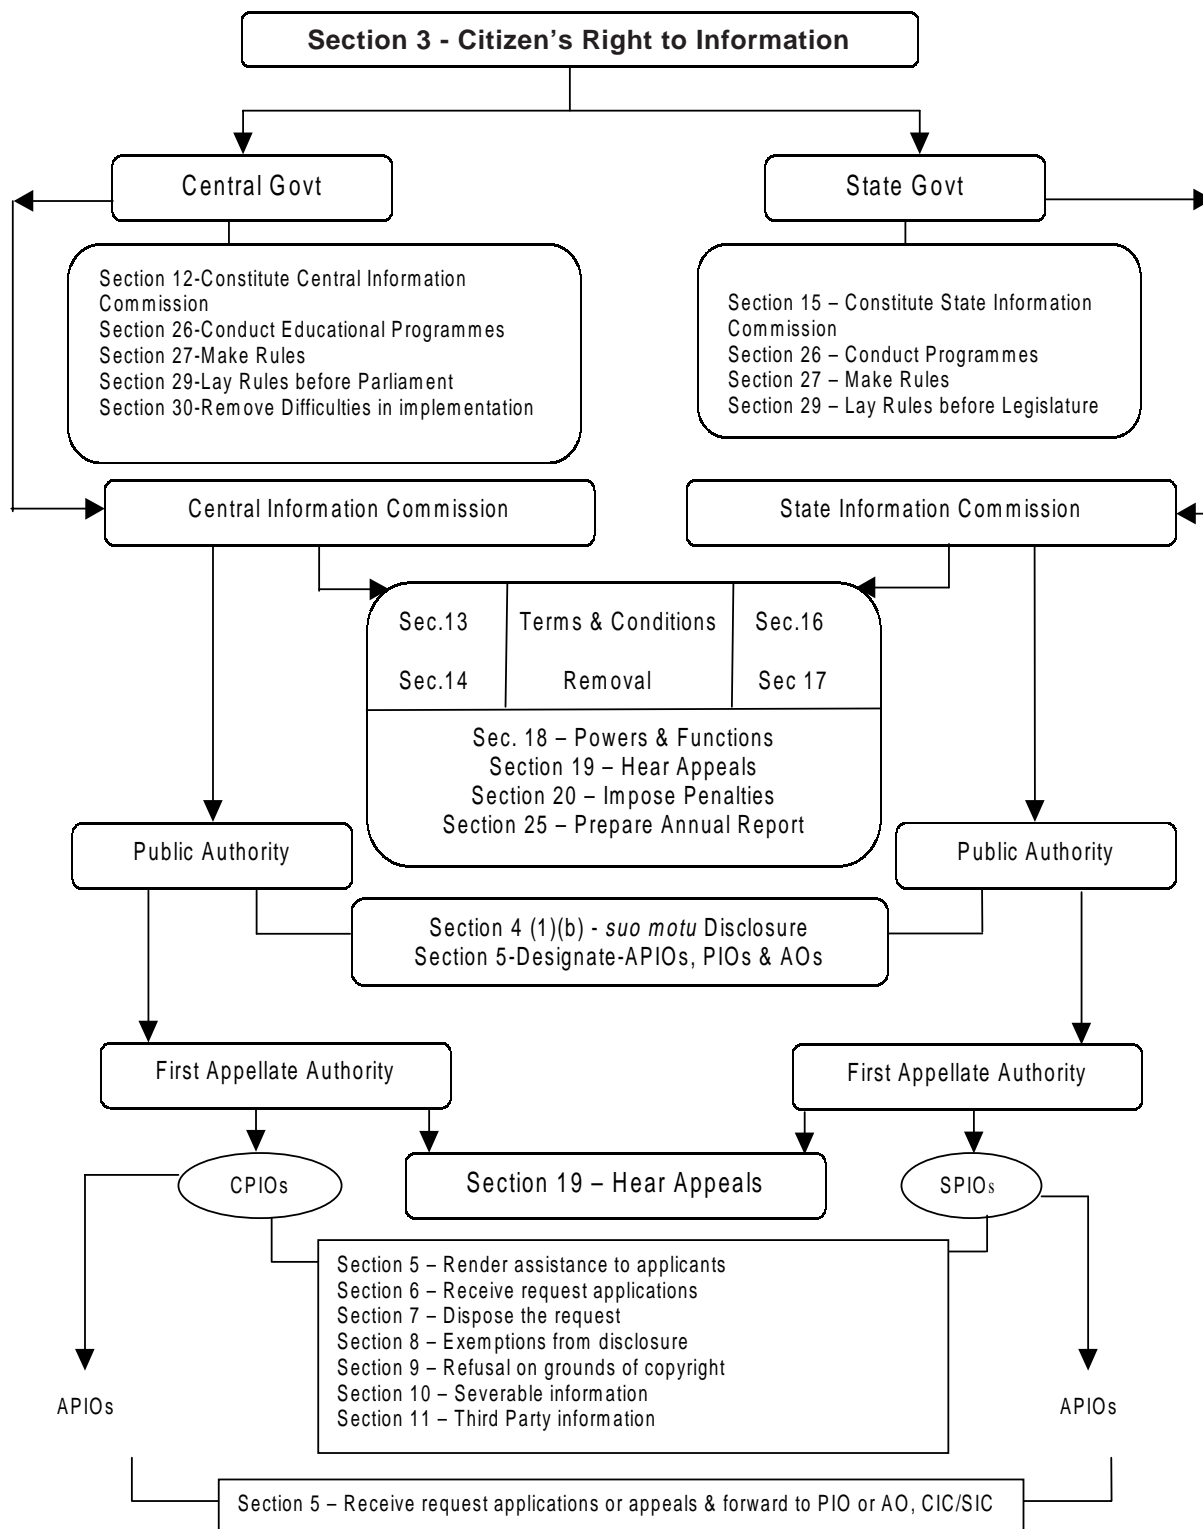 Section 3 - Citizen's Right to Information
Central Govt
State Govt
Section 12-Constitute Central Information
Commission
Section 26-Conduct Educational Programmes
Section 27-Make Rules
Section 29-Lay Rules before Parliament
Section 30-Remove Difficulties in implementation
Section 15 – Constitute State Information
Commission
Section 26 – Conduct Programmes
Section 27 – Make Rules
Section 29 – Lay Rules before Legislature
Central Information Commission
State Information Commission
Sec.13 Terms & Conditions Sec.16
Sec.14 Removal Sec 17
Sec. 18 – Powers & Functions
Section 19 – Hear Appeals
Section 20 – Impose Penalties
Section 25 – Prepare Annual Report
Public Authority
Public Authority
Section 4 (1)(b) - suo motu Disclosure
Section 5-Designate-APIOs, PIOs & AOs
First Appellate Authority
First Appellate Authority
CPIOs
Section 19 – Hear Appeals
SPIOs
Section 5 – Render assistance to applicants
Section 6 – Receive request applications
Section 7 – Dispose the request
Section 8 – Exemptions from disclosure
Section 9 – Refusal on grounds of copyright
Section 10 – Severable information
Section 11 – Third Party information
APIOs
APIOs
Section 5 – Receive request applications or appeals & forward to PIO or AO, CIC/SIC